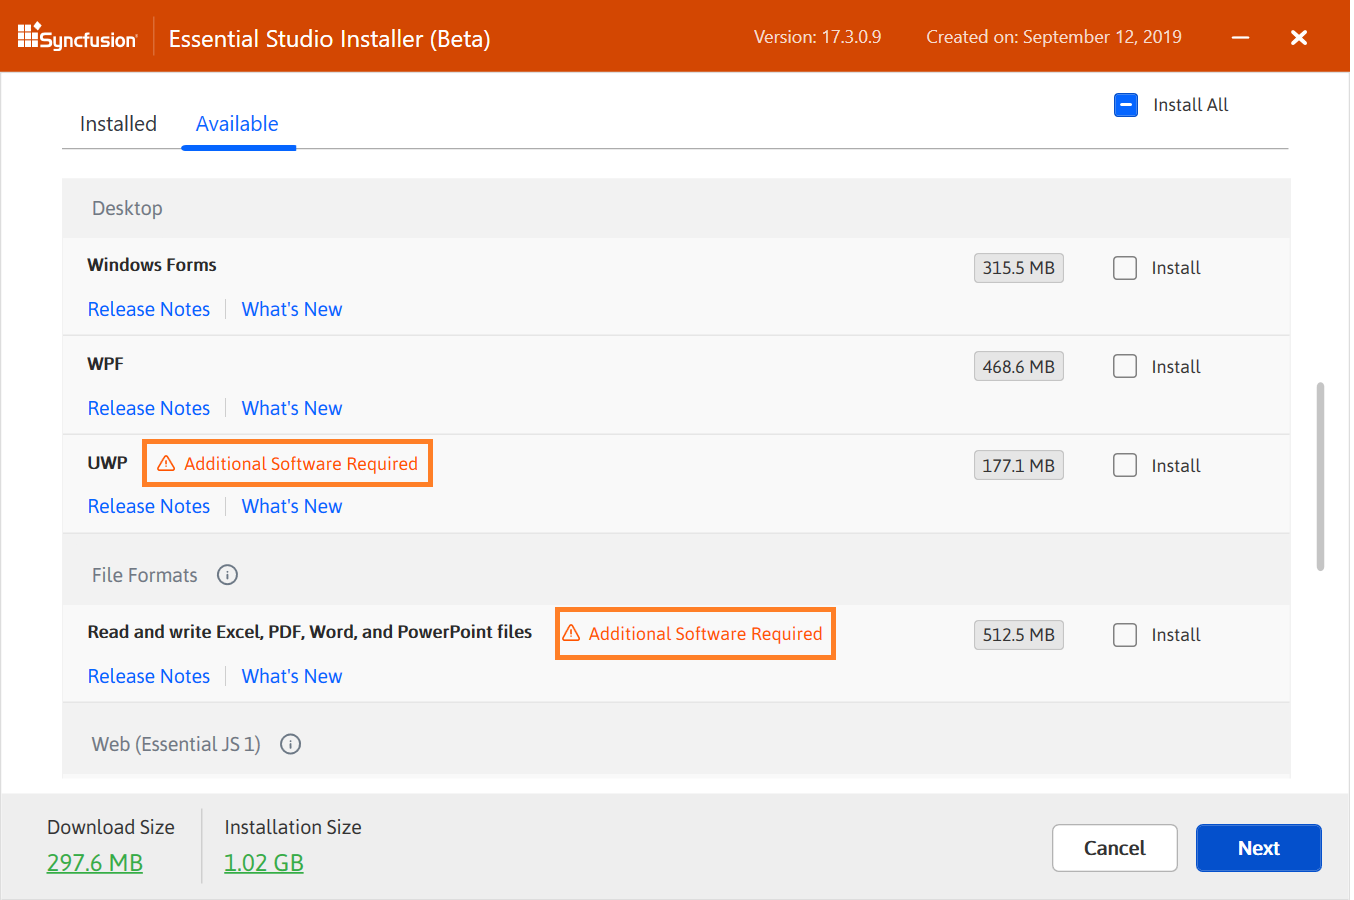 Syncfusion Essential Studio Installer (Beta) Version: 17.3.0.9 Created on: September 12, 2019
Install All
Installed Available
Desktop
Windows Forms 315.5 MB Install
Release Notes What's New
WPF 468.6 MB Install
Release Notes What's New
UWP Additional Software Required 177.1 MB Install
Release Notes What's New
File Formats
Read and write Excel, PDF, Word, and PowerPoint files Additional Software Required 512.5 MB Install
Release Notes What's New
Web (Essential JS 1)
Download Size Installation Size
297.6 MB 1.02 GB
Cancel Next